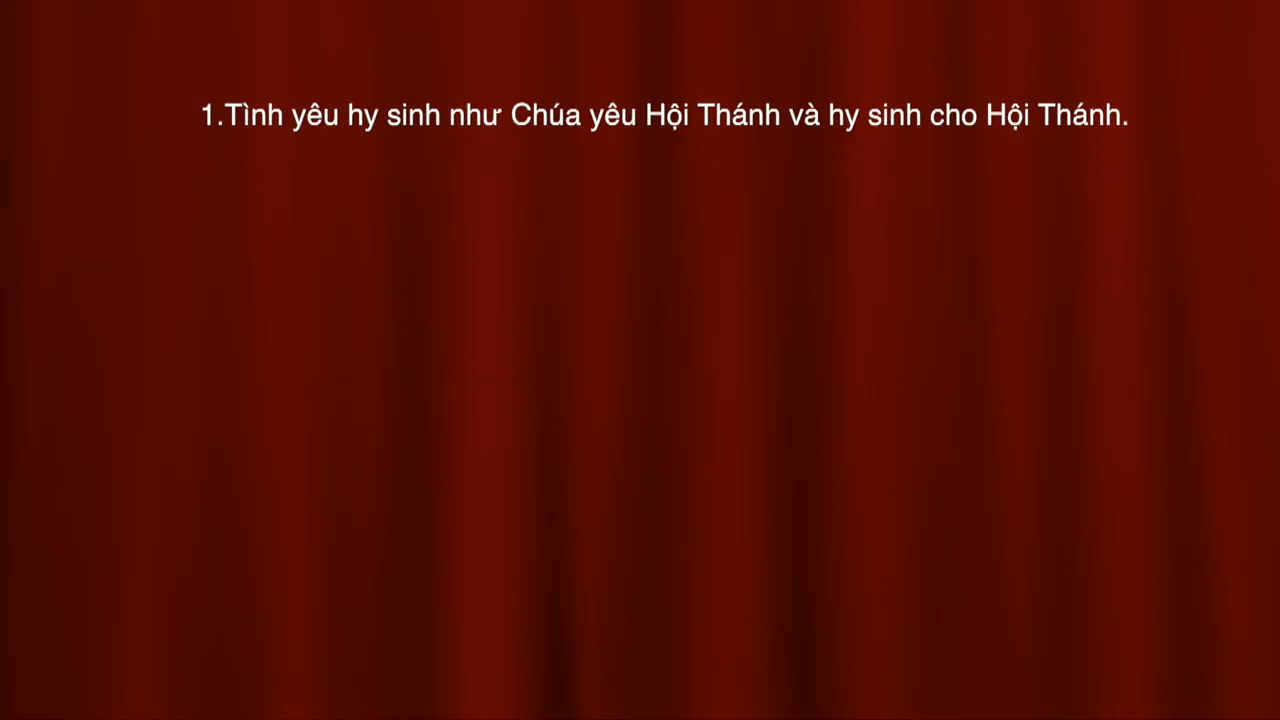 1.Tình yêu hy sinh như Chúa yêu Hội Thánh và hy sinh cho Hội Thánh.